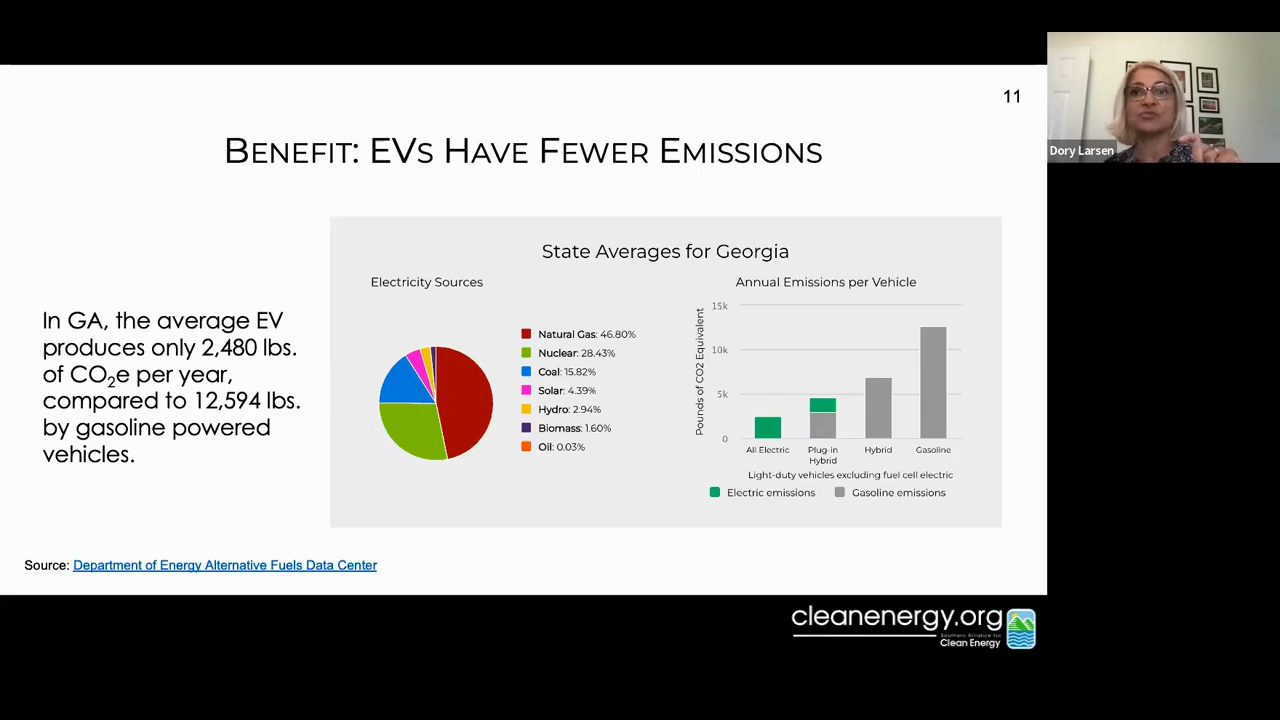 11
BENEFIT: EVS HAVE FEWER EMISSIONS
In GA, the average EV
produces only 2,480 lbs.
of CO₂e per year,
compared to 12,594 lbs.
by gasoline powered
vehicles.
State Averages for Georgia
Electricity Sources
Natural Gas: 46.80%
Nuclear: 28.43%
Coal: 15.82%
Solar: 4.39%
Hydro: 2.94%
Biomass: 1.60%
Oil: 0.03%
Annual Emissions per Vehicle
Pounds of CO2 Equivalent
15k
10k
5k
0
All Electric
Plug-in
Hybrid
Hybrid
Gasoline
Light-duty vehicles excluding fuel cell electric
Electric emissions
Gasoline emissions
Source: Department of Energy Alternative Fuels Data Center
cleanenergy.org
Southern Alliance for
Clean Energy
Dory Larsen